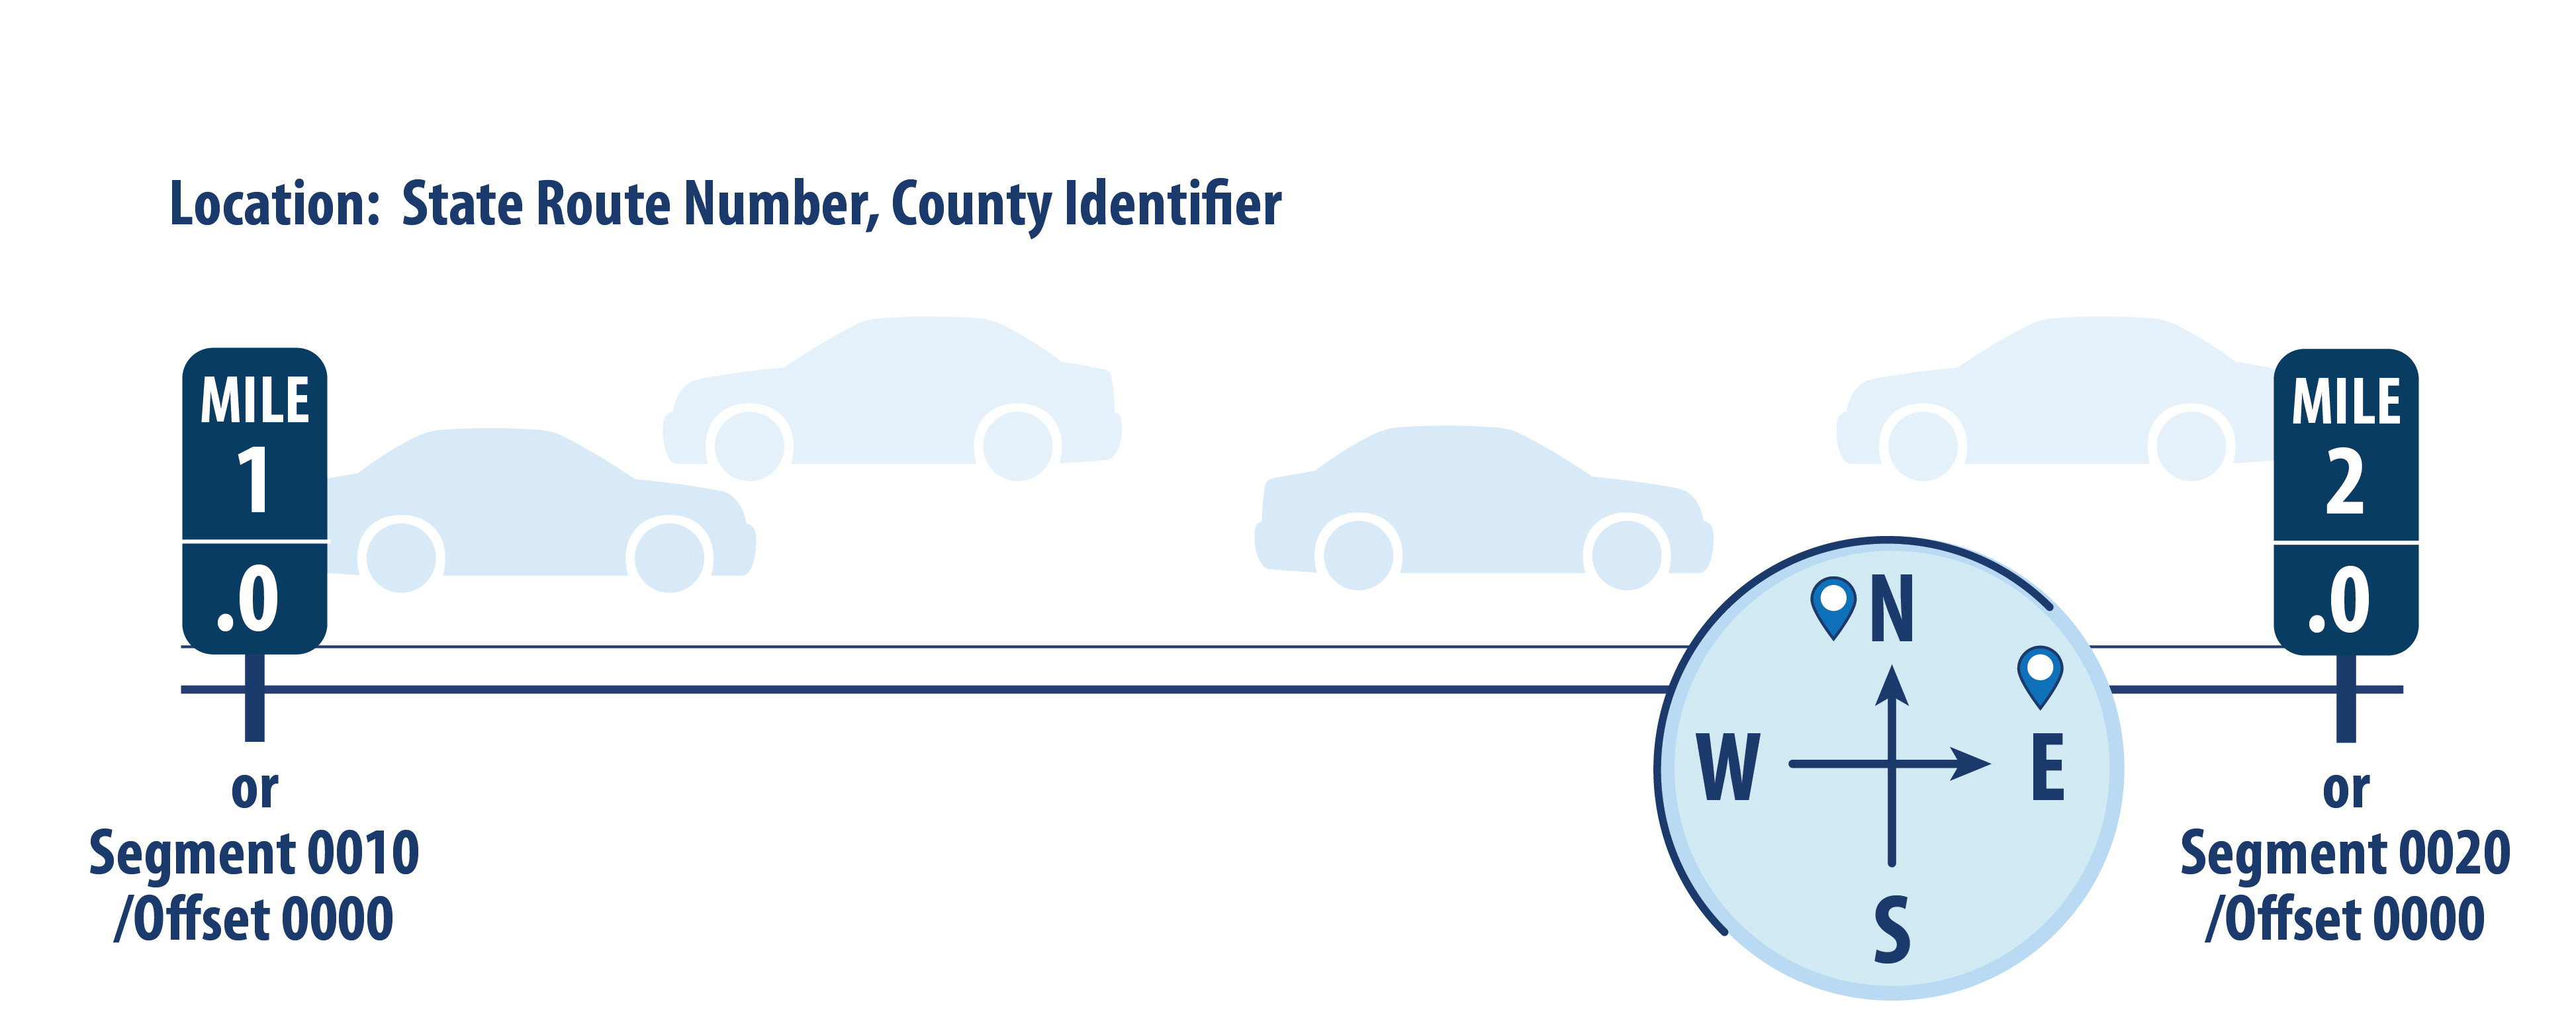 Location: State Route Number, County Identifier
MILE
1
.0
or
Segment 0010
/Offset 0000
N
W
E
S
MILE
2
.0
or
Segment 0020
/Offset 0000